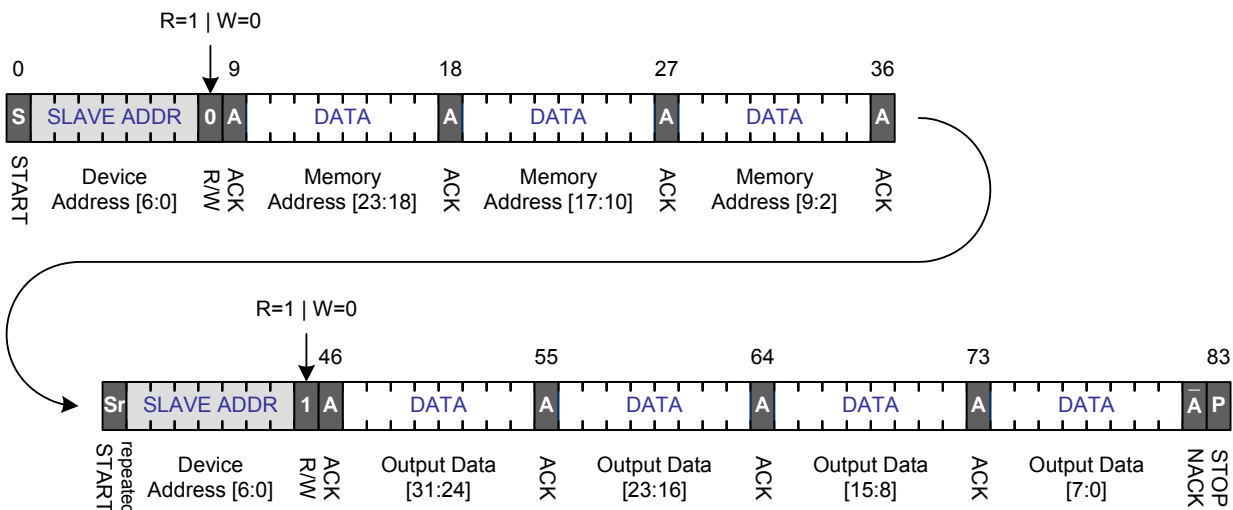 R=1 | W=0
0 9 18 27 36
S SLAVE ADDR 0 A DATA A DATA A DATA A
START Device Address [6:0] R/W ACK Memory Address [23:18] ACK Memory Address [17:10] ACK Memory Address [9:2] ACK
R=1 | W=0
46 55 64 73 83
Sr SLAVE ADDR 1 A DATA A DATA A DATA A DATA A P
repeated START Device Address [6:0] R/W ACK Output Data [31:24] ACK Output Data [23:16] ACK Output Data [15:8] ACK Output Data [7:0] NACK STOP